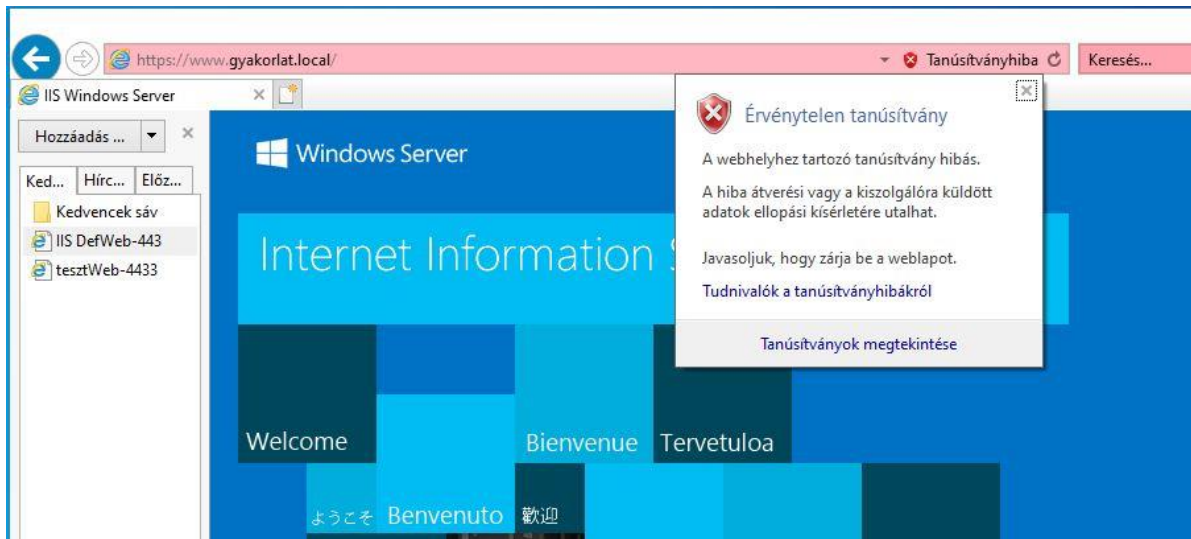 https://www.gyakorlat.local/
Tanúsítványhiba
Keresés...
IIS Windows Server
Hozzáadás ...
Ked...
Hírc...
Előz...
Kedvencek sáv
IIS DefWeb-443
tesztWeb-4433
Windows Server
Internet Information S
Érvénytelen tanúsítvány
A webhelyhez tartozó tanúsítvány hibás.
A hiba átverési vagy a kiszolgálóra küldött
adatok ellopási kísérletére utalhat.
Javasoljuk, hogy zárja be a weblapot.
Tudnivalók a tanúsítványhibákról
Tanúsítványok megtekintése
Welcome
Bienvenue
Tervetuloa
ようこそ
Benvenuto
歡迎